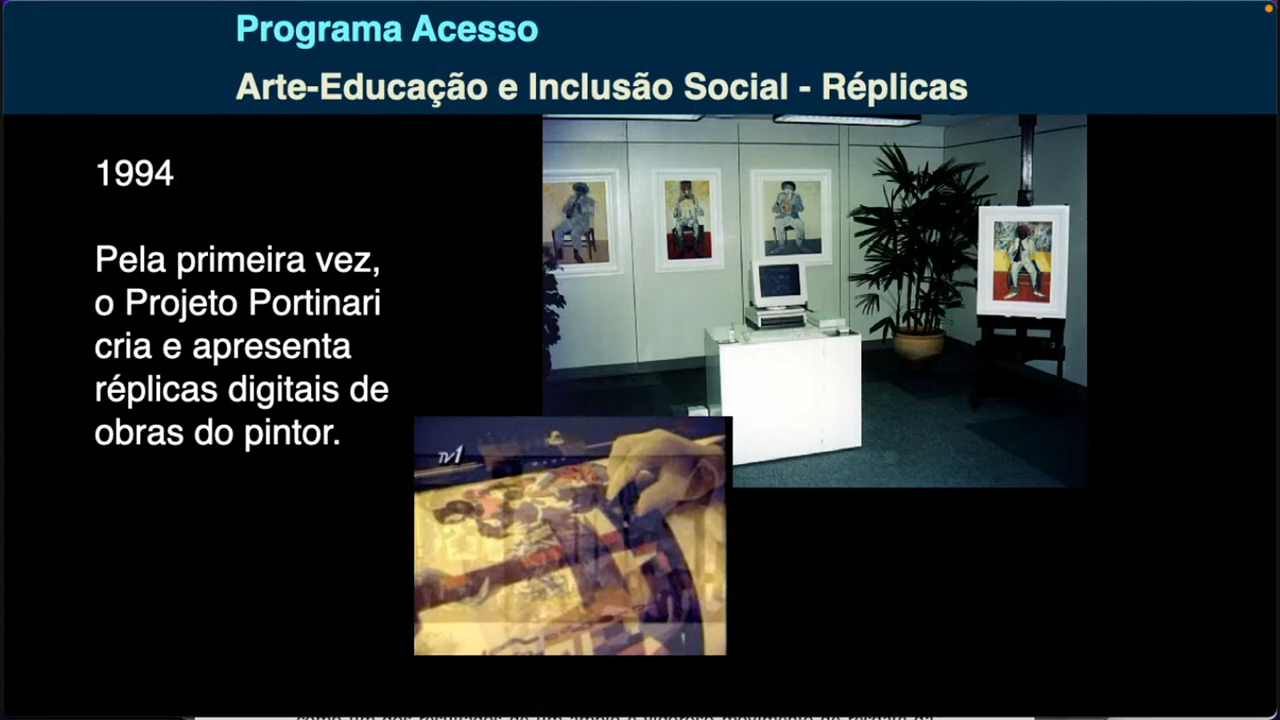 Programa Acesso
Arte-Educação e Inclusão Social - Réplicas
1994
Pela primeira vez,
o Projeto Portinari
cria e apresenta
réplicas digitais de
obras do pintor.
TV1